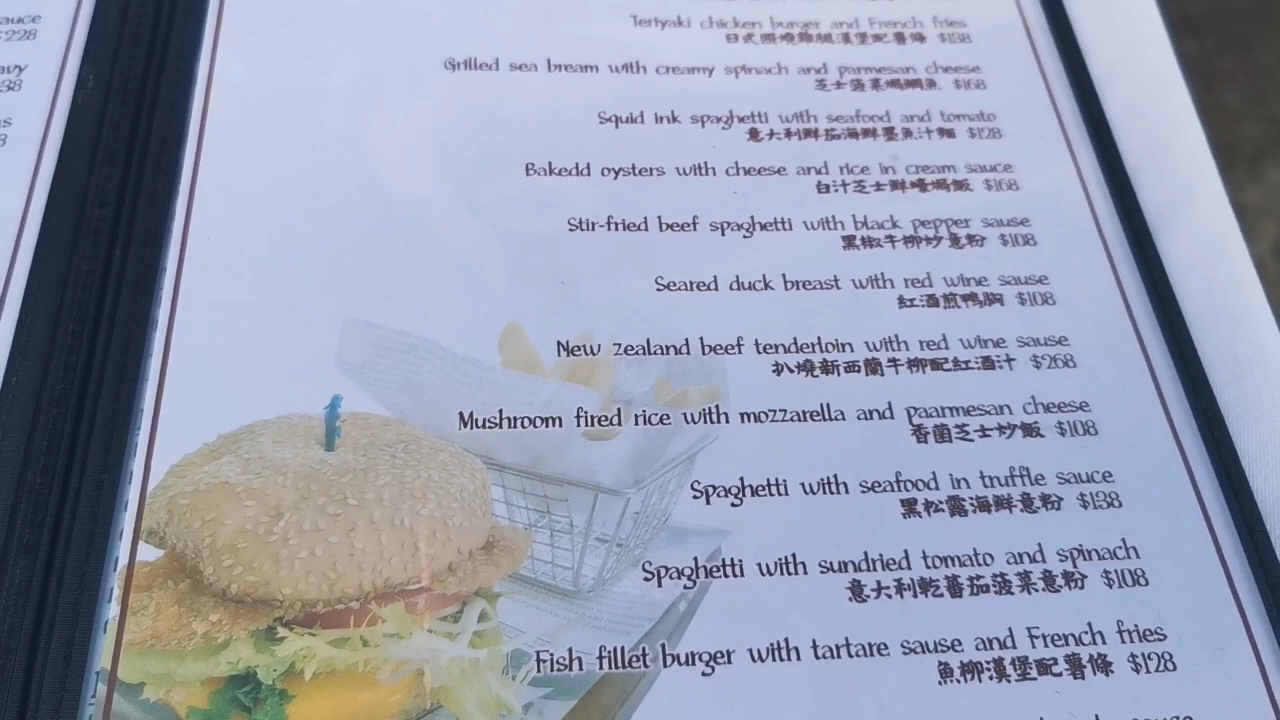 auce
$228
avy
38
s
8
Teriyaki chicken burger and French fries
日式照燒雞腿漢堡配薯條 $138
Grilled sea bream with creamy spinach and parmesan cheese
芝士菠菜焗鯛魚 $168
Squid Ink spaghetti with seafood and tomato
意大利鮮茄海鮮墨魚汁麵 $128
Bakedd oysters with cheese and rice in cream sauce
白汁芝士鮮蠔焗飯 $168
Stir-fried beef spaghetti with black pepper sause
黑椒牛柳炒意粉 $108
Seared duck breast with red wine sause
紅酒煎鴨胸 $108
New zealand beef tenderloin with red wine sause
扒燒新西蘭牛柳配紅酒汁 $268
Mushroom fired rice with mozzarella and paarmesan cheese
香菌芝士炒飯 $108
Spaghetti with seafood in truffle sauce
黑松露海鮮意粉 $138
Spaghetti with sundried tomato and spinach
意大利乾蕃茄菠菜意粉 $108
Fish fillet burger with tartare sause and French fries
魚柳漢堡配薯條 $128